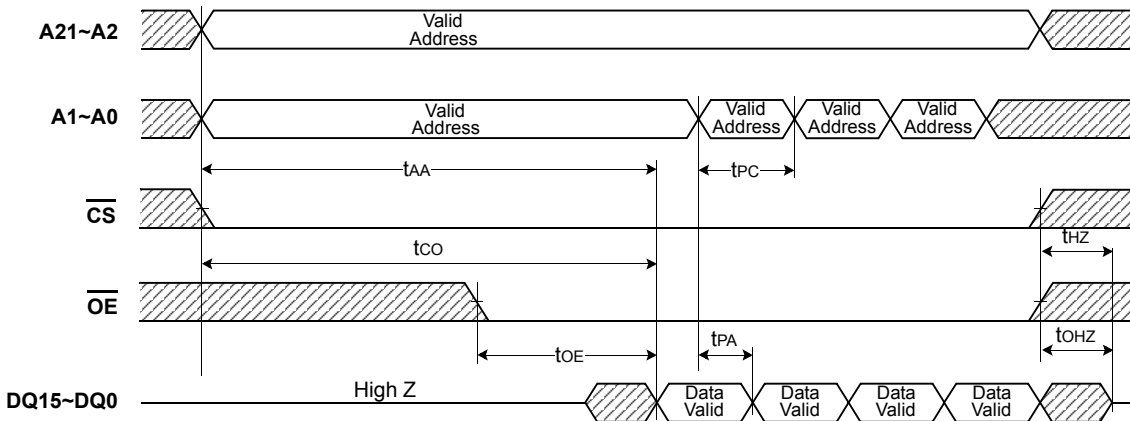 A21~A2
Valid
Address
A1~A0
Valid
Address
Valid
Address
Valid
Address
Valid
Address
tAA
tPC
CS
tCO
tHZ
OE
tOE
tPA
tOHZ
DQ15~DQ0
High Z
Data
Valid
Data
Valid
Data
Valid
Data
Valid